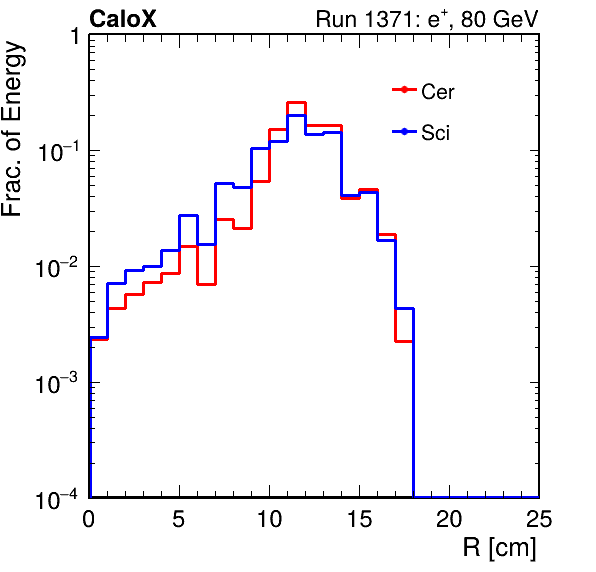 CaloX Run 1371: e⁺, 80 GeV
Frac. of Energy
1
10⁻¹
10⁻²
10⁻³
10⁻⁴
Cer
Sci
0 5 10 15 20 25
R [cm]